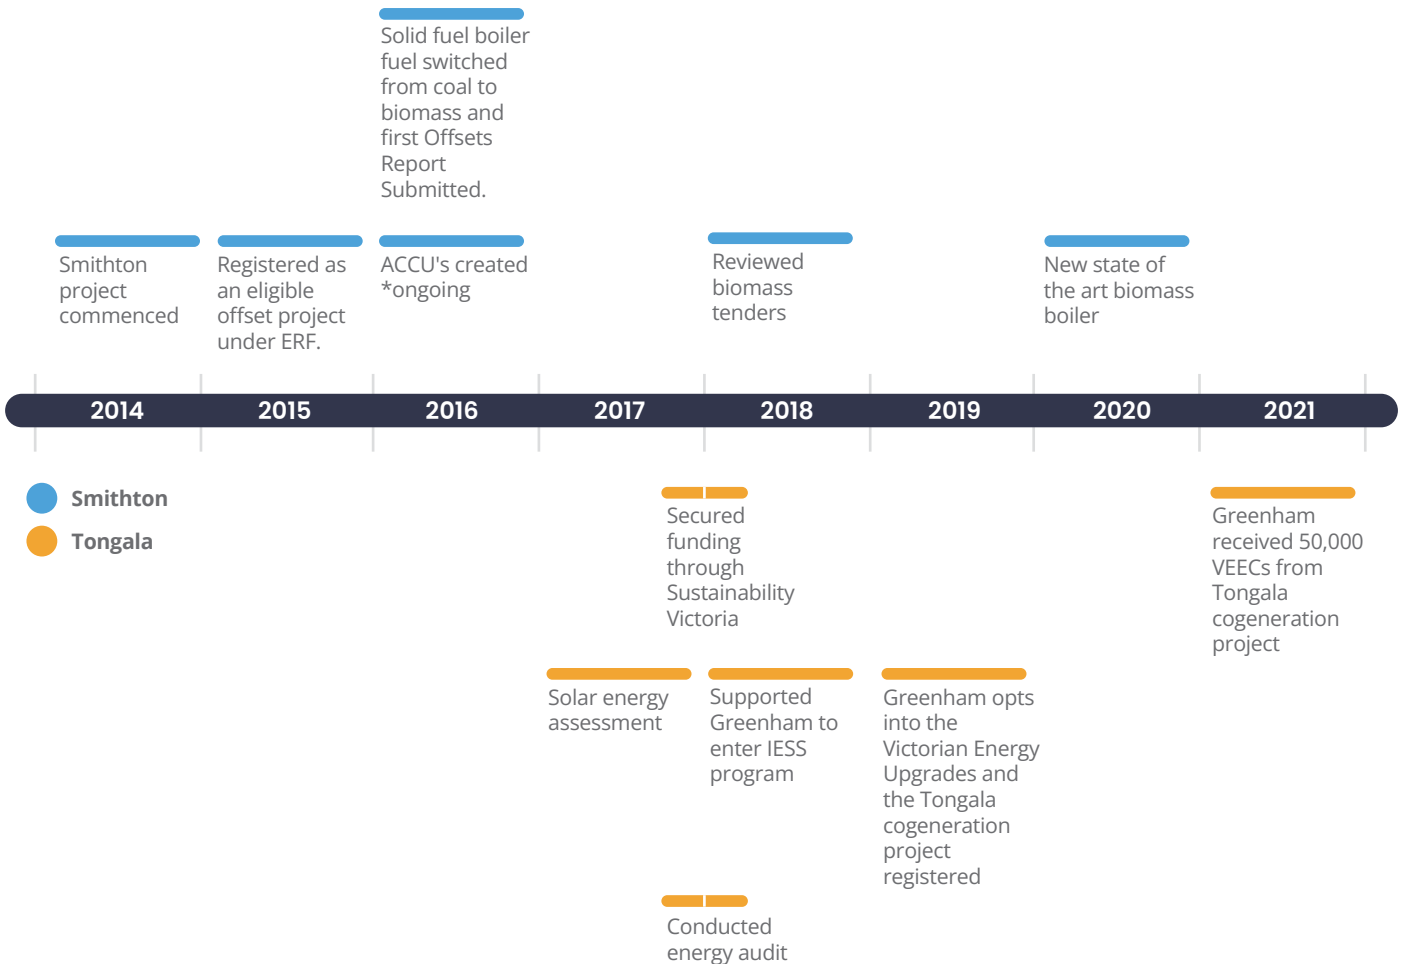 Solid fuel boiler
fuel switched
from coal to
biomass and
first Offsets
Report
Submitted.
Smithton
project
commenced
Registered as
an eligible
offset project
under ERF.
ACCU's created
*ongoing
Reviewed
biomass
tenders
New state of
the art biomass
boiler
2014
2015
2016
2017
2018
2019
2020
2021
Smithton
Tongala
Secured
funding
through
Sustainability
Victoria
Greenham
received 50,000
VEECs from
Tongala
cogeneration
project
Solar energy
assessment
Supported
Greenham to
enter IESS
program
Greenham opts
into the
Victorian Energy
Upgrades and
the Tongala
cogeneration
project
registered
Conducted
energy audit